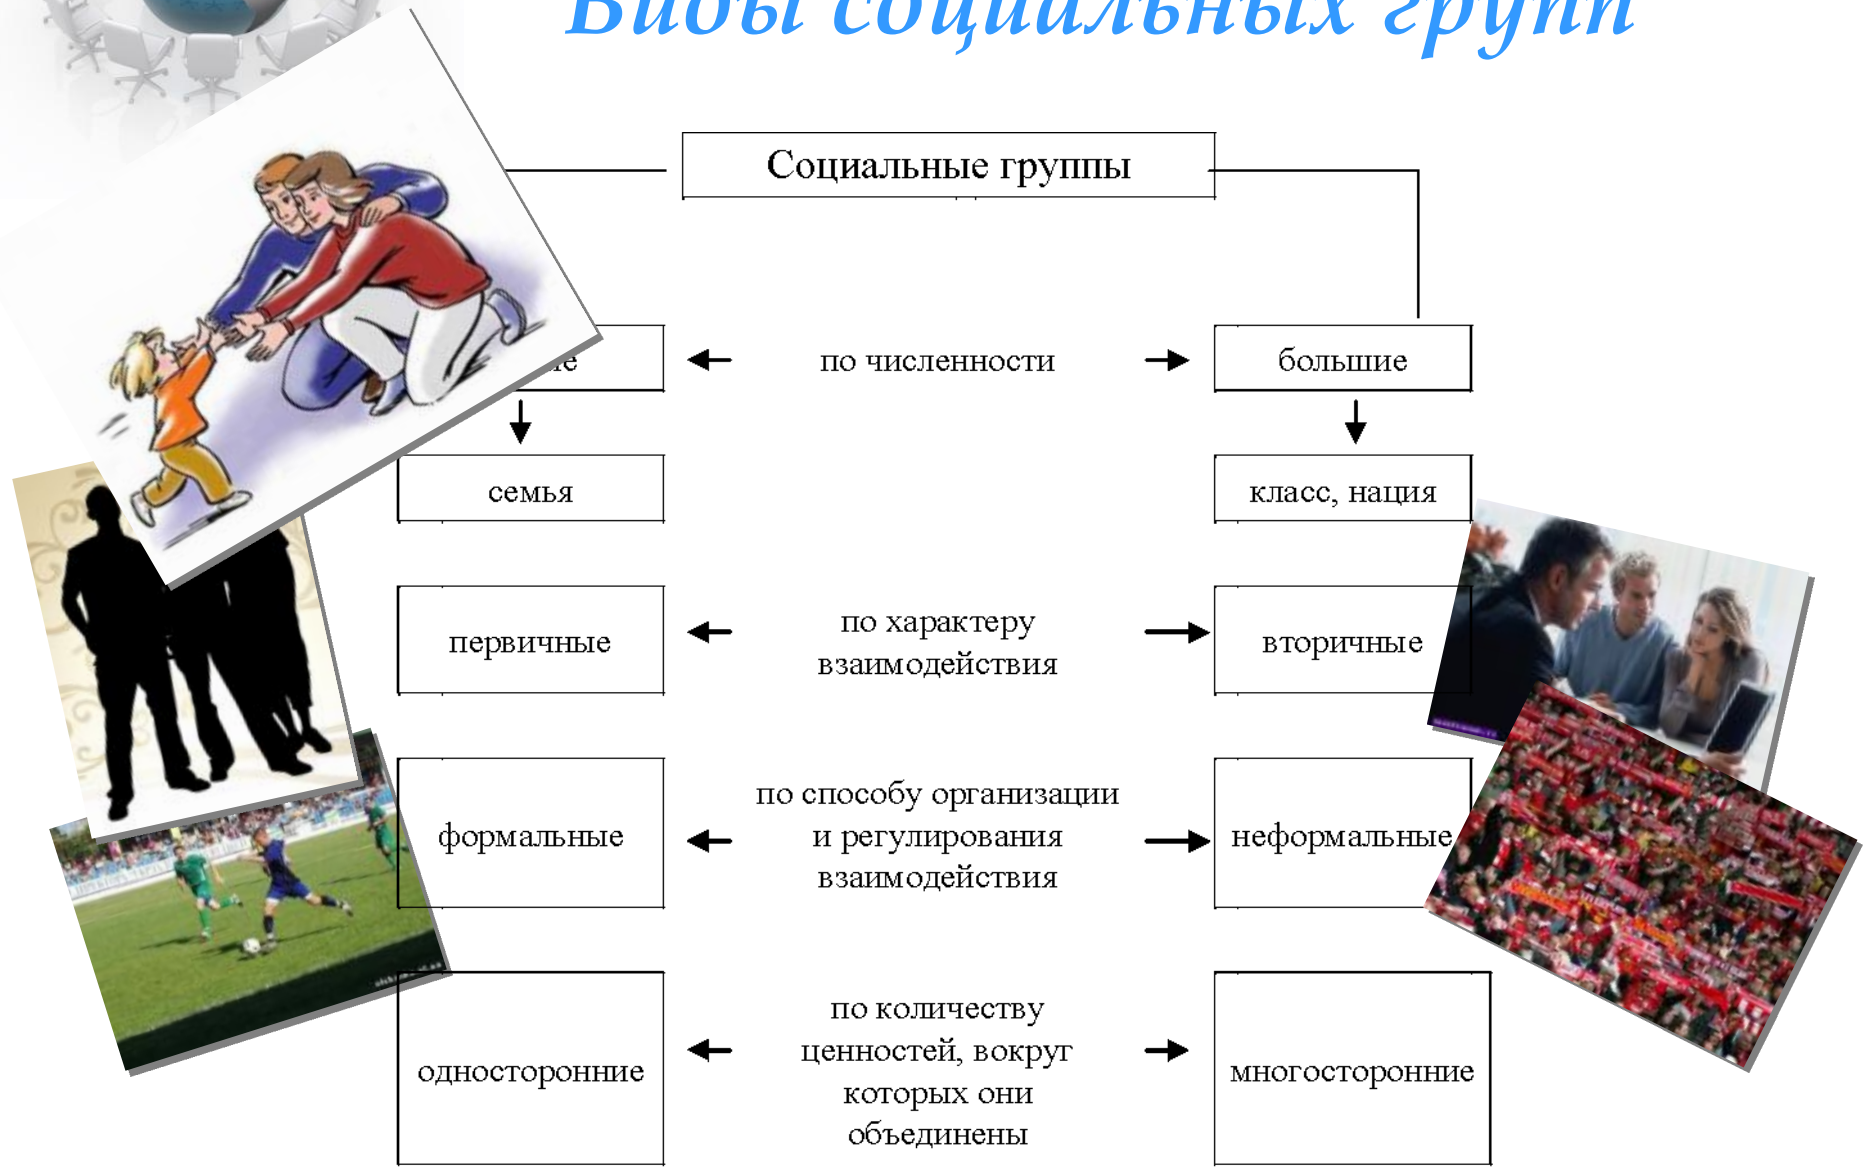 Виды социальных групп
Социальные группы
по численности
большие
семья
класс, нация
первичные
по характеру
взаимодействия
вторичные
формальные
по способу организации
и регулирования
взаимодействия
неформальные
односторонние
по количеству
ценностей, вокруг
которых они
объединены
многосторонние